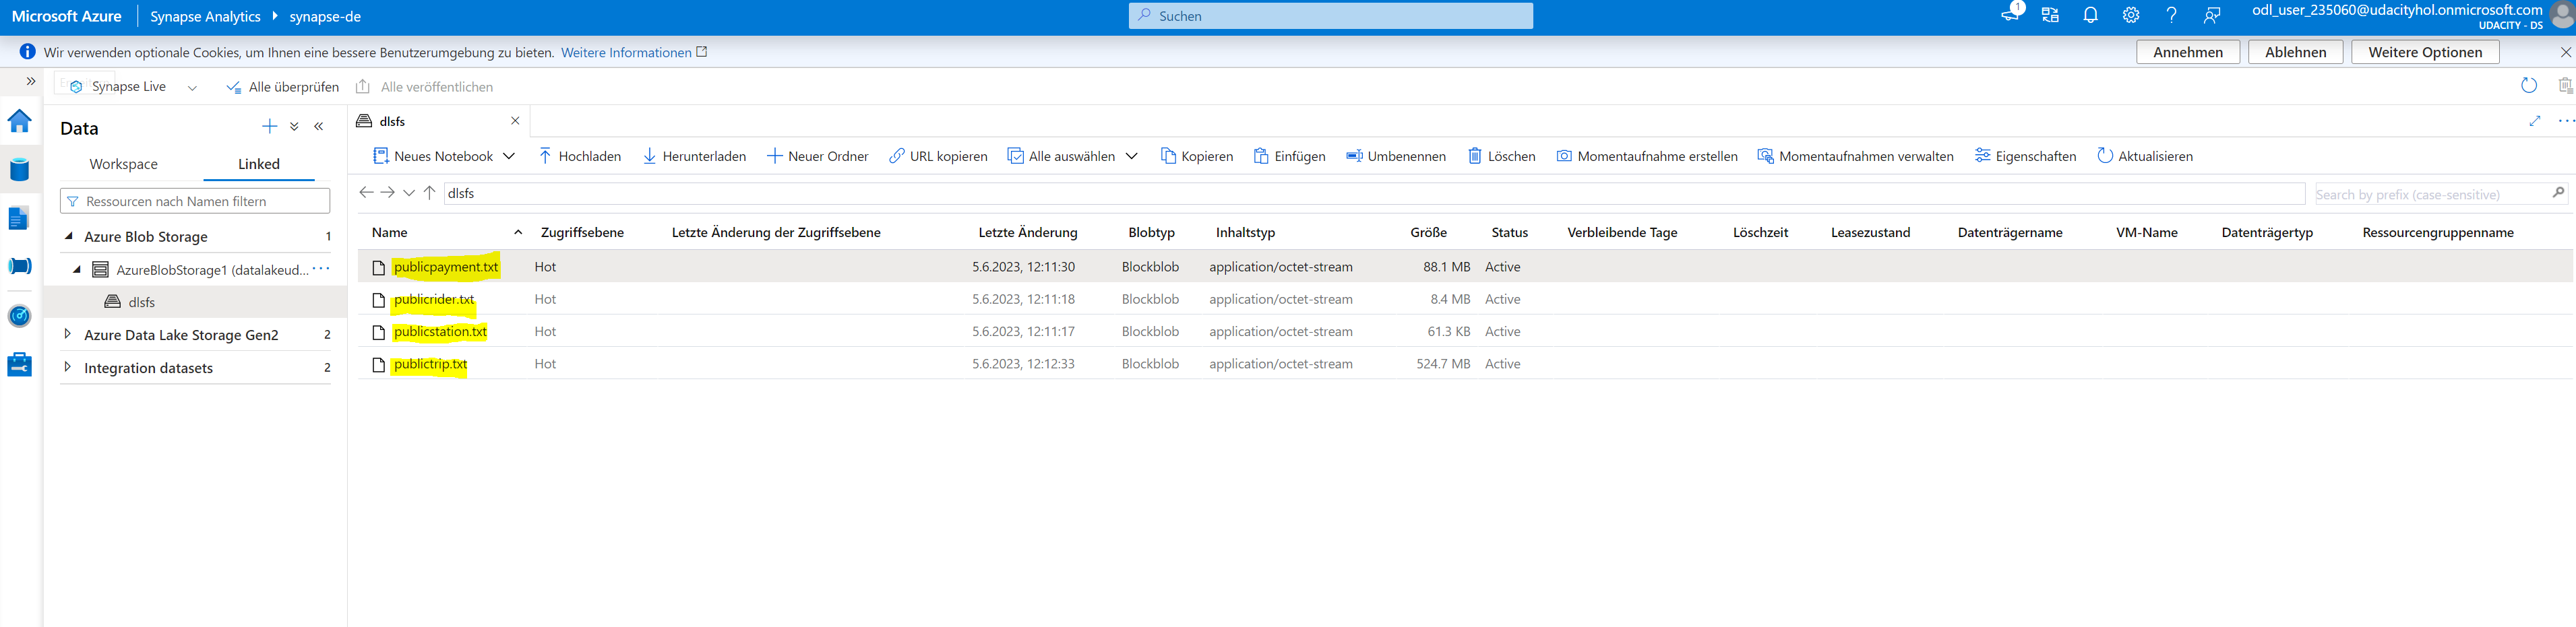 Microsoft Azure Synapse Analytics synapse-de Suchen 1 odl_user_235060@udacityhol.onmicrosoft.com
UDACITY - DS
Wir verwenden optionale Cookies, um Ihnen eine bessere Benutzerumgebung zu bieten. Weitere Informationen Annehmen Ablehnen Weitere Optionen
Synapse Live Alle überprüfen Alle veröffentlichen
Data
Workspace Linked
Ressourcen nach Namen filtern
Azure Blob Storage 1
AzureBlobStorage1 (datalakeud...
dlsfs
Azure Data Lake Storage Gen2 2
Integration datasets 2
dlsfs
Neues Notebook Hochladen Herunterladen Neuer Ordner URL kopieren Alle auswählen Kopieren Einfügen Umbenennen Löschen Momentaufnahme erstellen Momentaufnahmen verwalten Eigenschaften Aktualisieren
dlsfs Search by prefix (case-sensitive)
Name Zugriffsebene Letzte Änderung der Zugriffsebene Letzte Änderung Blobtyp Inhaltstyp Größe Status Verbleibende Tage Löschzeit Leasezustand Datenträgername VM-Name Datenträgertyp Ressourcengruppenname
publicpayment.txt Hot 5.6.2023, 12:11:30 Blockblob application/octet-stream 88.1 MB Active
publicrider.txt Hot 5.6.2023, 12:11:18 Blockblob application/octet-stream 8.4 MB Active
publicstation.txt Hot 5.6.2023, 12:11:17 Blockblob application/octet-stream 61.3 KB Active
publictrip.txt Hot 5.6.2023, 12:12:33 Blockblob application/octet-stream 524.7 MB Active